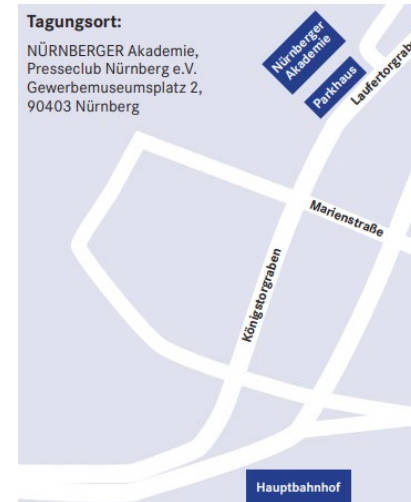 Tagungsort:
NÜRNBERGER Akademie,
Presseclub Nürnberg e.V.
Gewerbemuseumsplatz 2,
90403 Nürnberg
Nürnberger
Akademie
Parkhaus
Marienstraße
Königstorgraben
Hauptbahnhof